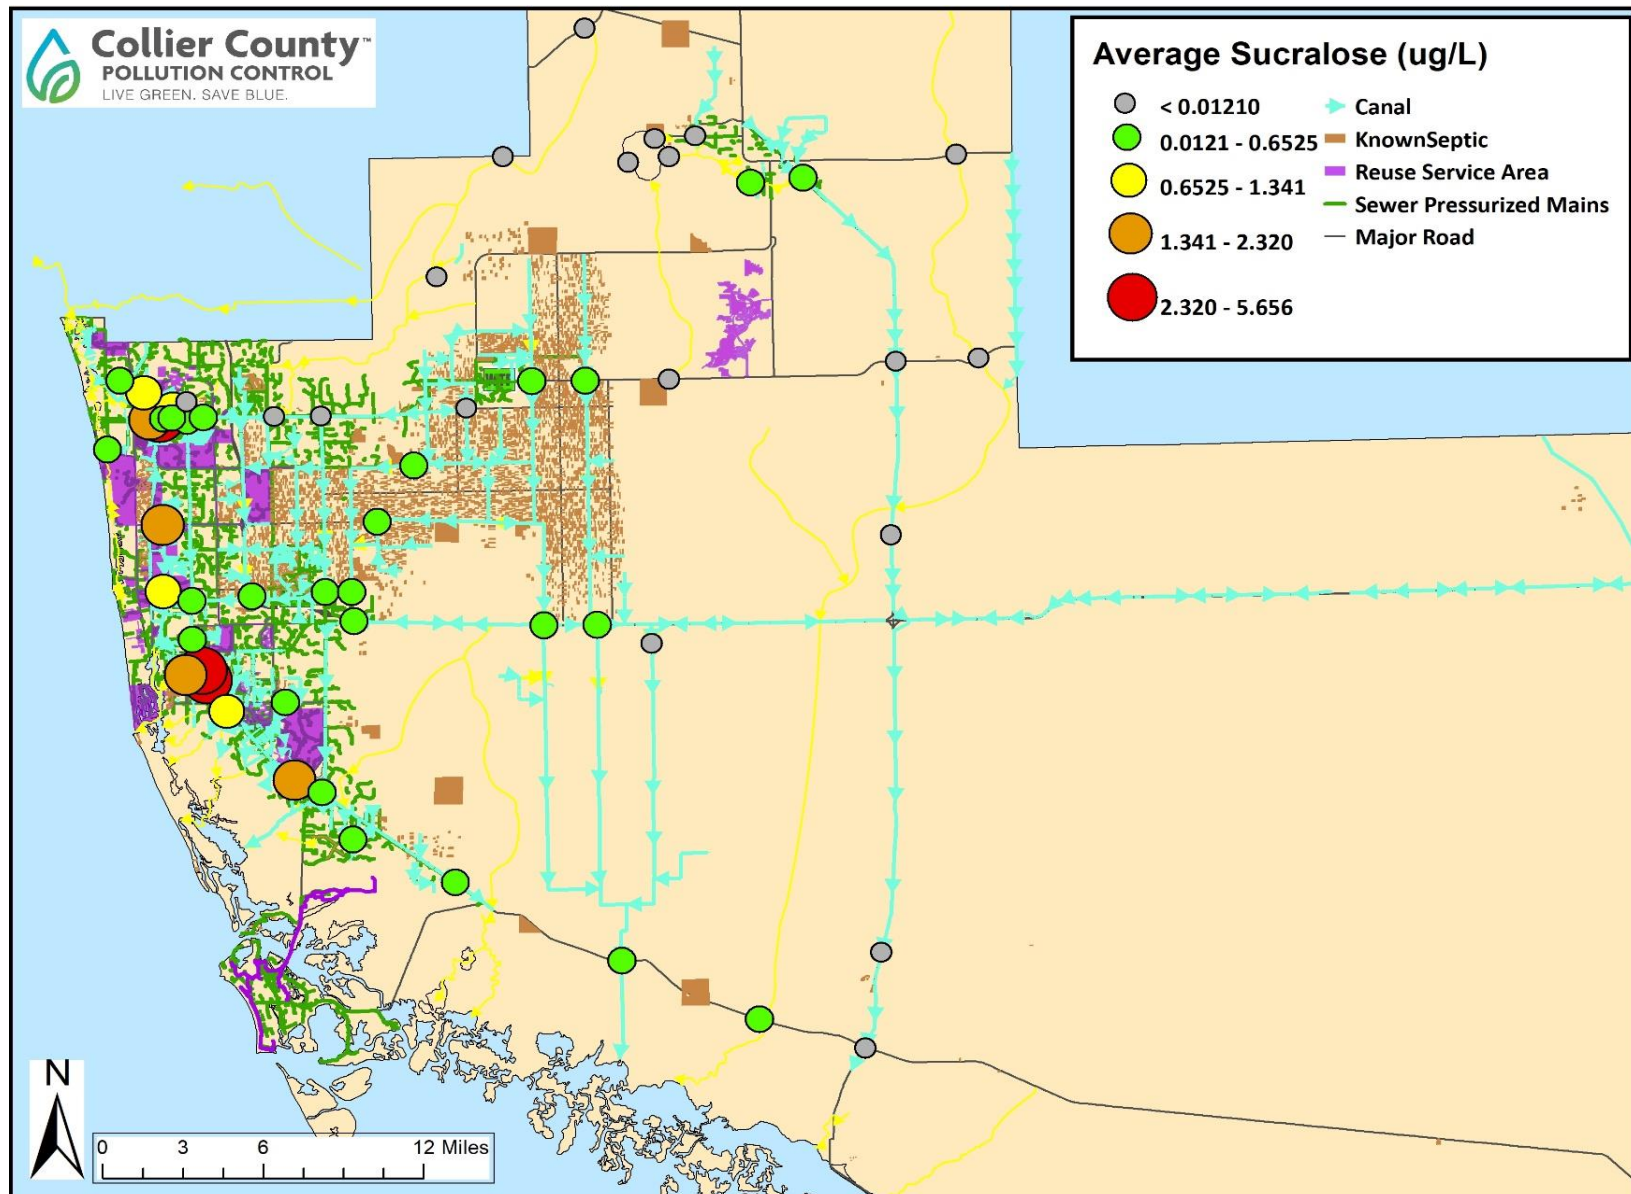 Collier County™
POLLUTION CONTROL
LIVE GREEN. SAVE BLUE.
Average Sucralose (ug/L)
< 0.01210
0.0121 - 0.6525
0.6525 - 1.341
1.341 - 2.320
2.320 - 5.656
Canal
KnownSeptic
Reuse Service Area
Sewer Pressurized Mains
Major Road
N
0 3 6 12 Miles